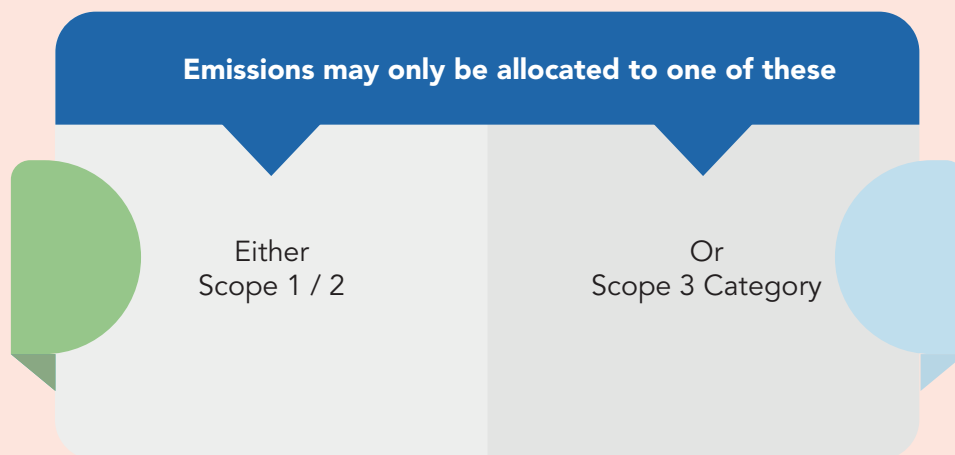 Emissions may only be allocated to one of these
Either
Scope 1 / 2
Or
Scope 3 Category